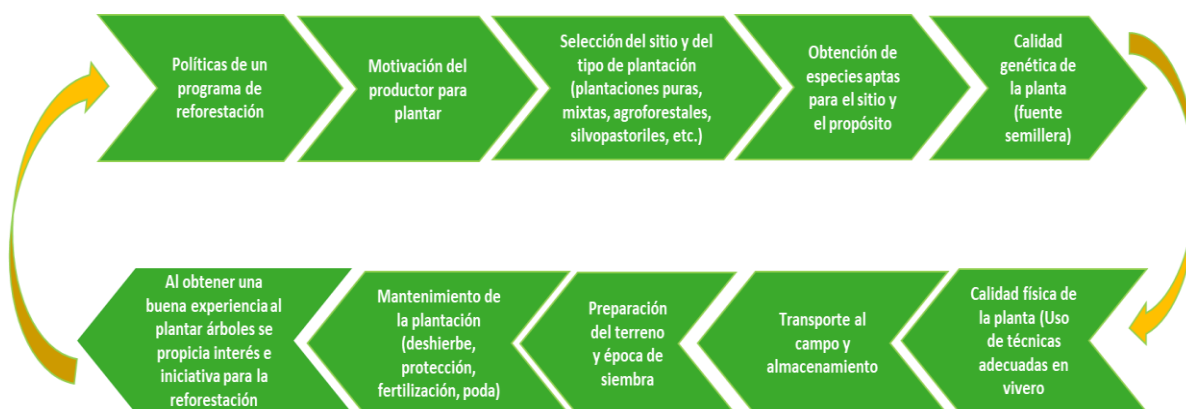 Políticas de un
programa de
reforestación
Motivación del
productor para
plantar
Selección del sitio y del
tipo de plantación
(plantaciones puras,
mixtas, agroforestales,
silvopastoriles, etc.)
Obtención de
especies aptas
para el sitio y
el propósito
Calidad
genética de
la planta
(fuente
semillera)
Calidad física de
la planta (Uso
de técnicas
adecuadas en
vivero
Transporte al
campo y
almacenamiento
Preparación
del terreno
y época de
siembra
Mantenimiento de
la plantación
(deshierbe,
protección,
fertilización, poda)
Al obtener una
buena experiencia al
plantar árboles se
propicia interés e
iniciativa para la
reforestación